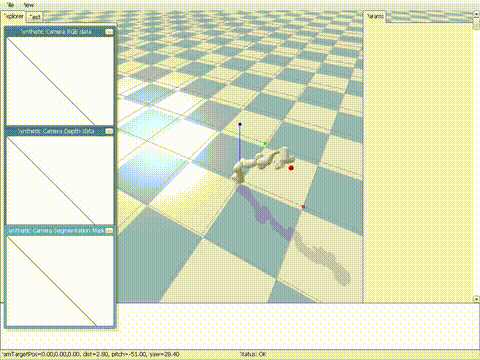 File View
Explorer Test
Params
Synthetic Camera RGB data
Synthetic Camera Depth data
Synthetic Camera Segmentation Mask
camTargetPos=0.00,0.00,0.00, dist=2.80, pitch=-51.00, yaw=28.40
Status: OK